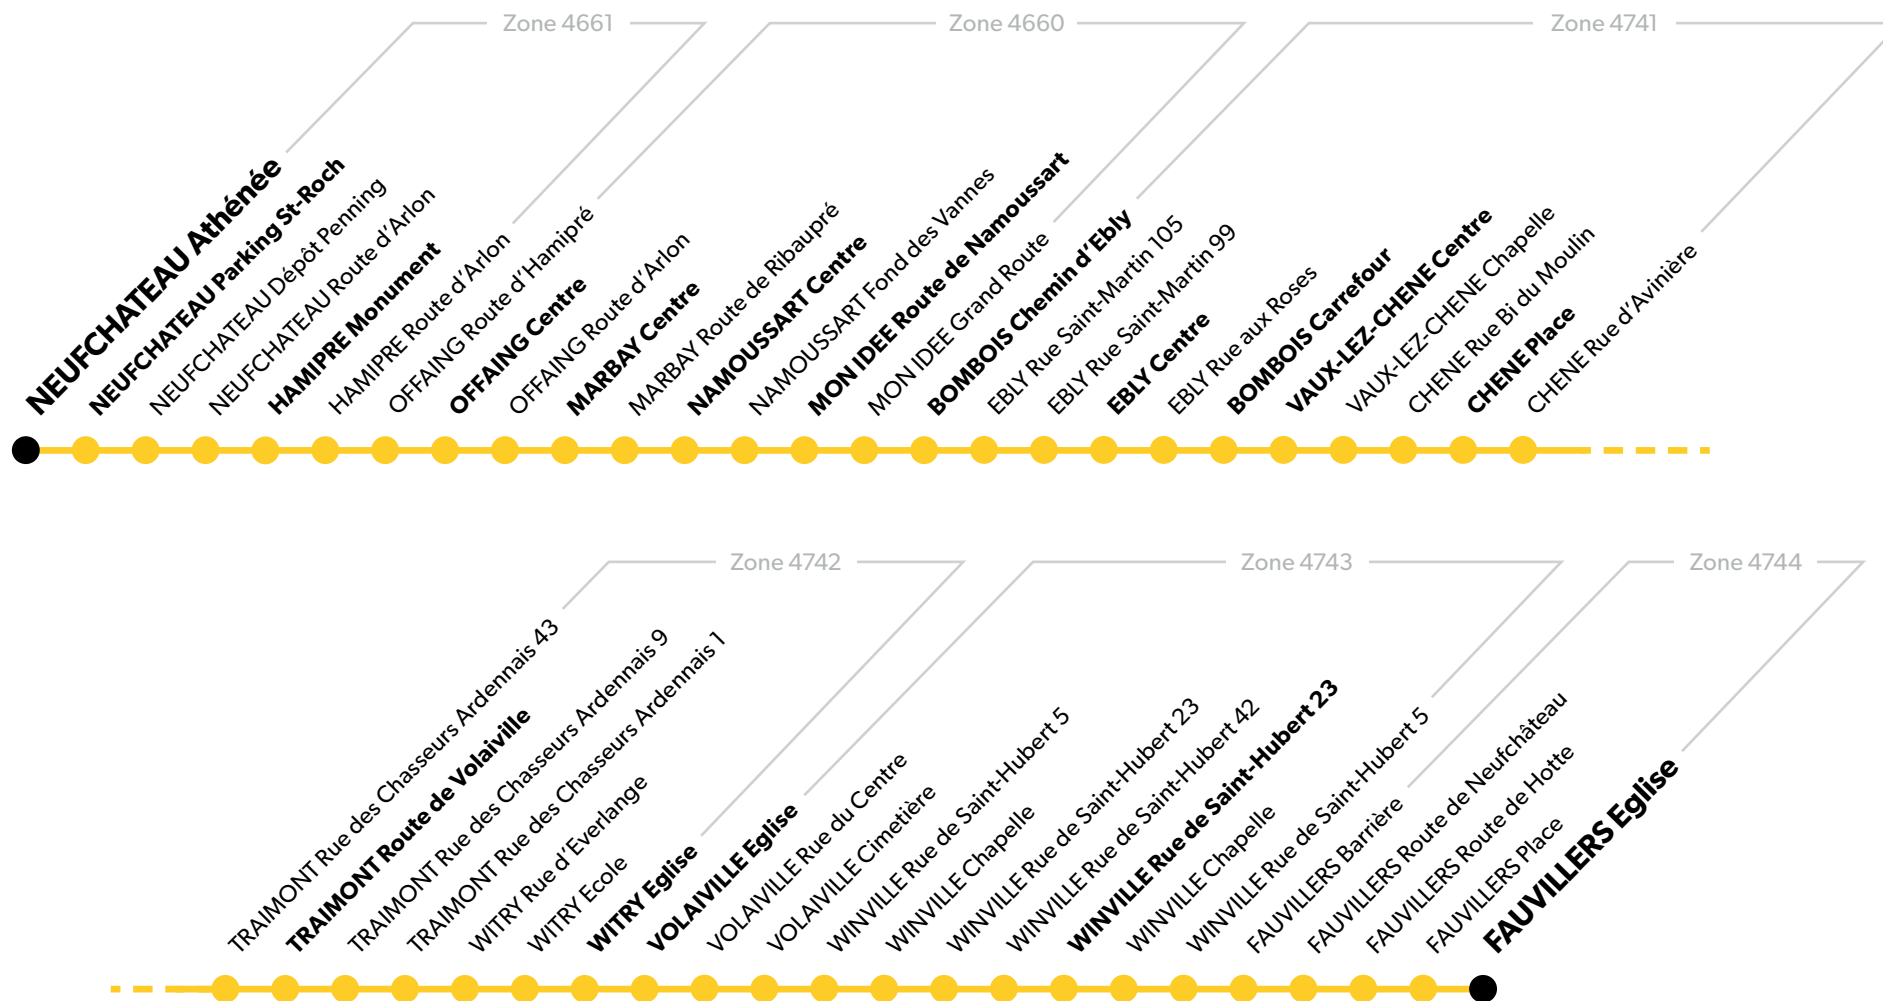 Zone 4661
Zone 4660
Zone 4741
NEUFCHATEAU Athénée
NEUFCHATEAU Parking St-Roch
NEUFCHATEAU Dépôt Penning
NEUFCHATEAU Route d'Arlon
HAMIPRE Monument
HAMIPRE Route d'Arlon
OFFAING Route d'Hamipré
OFFAING Centre
OFFAING Route d'Arlon
MARBAY Centre
MARBAY Route de Ribaupré
NAMOUSSART Centre
NAMOUSSART Fond des Vannes
MON IDEE Route de Namoussart
MON IDEE Grand Route
BOMBOIS Chemin d'Ebly
EBLY Rue Saint-Martin 105
EBLY Rue Saint-Martin 99
EBLY Centre
EBLY Rue aux Roses
BOMBOIS Carrefour
VAUX-LEZ-CHENE Centre
VAUX-LEZ-CHENE Chapelle
CHENE Rue Bi du Moulin
CHENE Place
CHENE Rue d'Avinière
Zone 4742
Zone 4743
Zone 4744
TRAIMONT Rue des Chasseurs Ardennais 43
TRAIMONT Route de Volaiville
TRAIMONT Rue des Chasseurs Ardennais 9
TRAIMONT Rue des Chasseurs Ardennais 1
WITRY Rue d'Everlange
WITRY Ecole
WITRY Eglise
VOLAIVILLE Eglise
VOLAIVILLE Rue du Centre
VOLAIVILLE Cimetière
WINVILLE Rue de Saint-Hubert 5
WINVILLE Chapelle
WINVILLE Rue de Saint-Hubert 23
WINVILLE Rue de Saint-Hubert 42
WINVILLE Rue de Saint-Hubert 23
WINVILLE Chapelle
WINVILLE Rue de Saint-Hubert 5
FAUVILLERS Barrière
FAUVILLERS Route de Neufchâteau
FAUVILLERS Route de Hotte
FAUVILLERS Place
FAUVILLERS Eglise